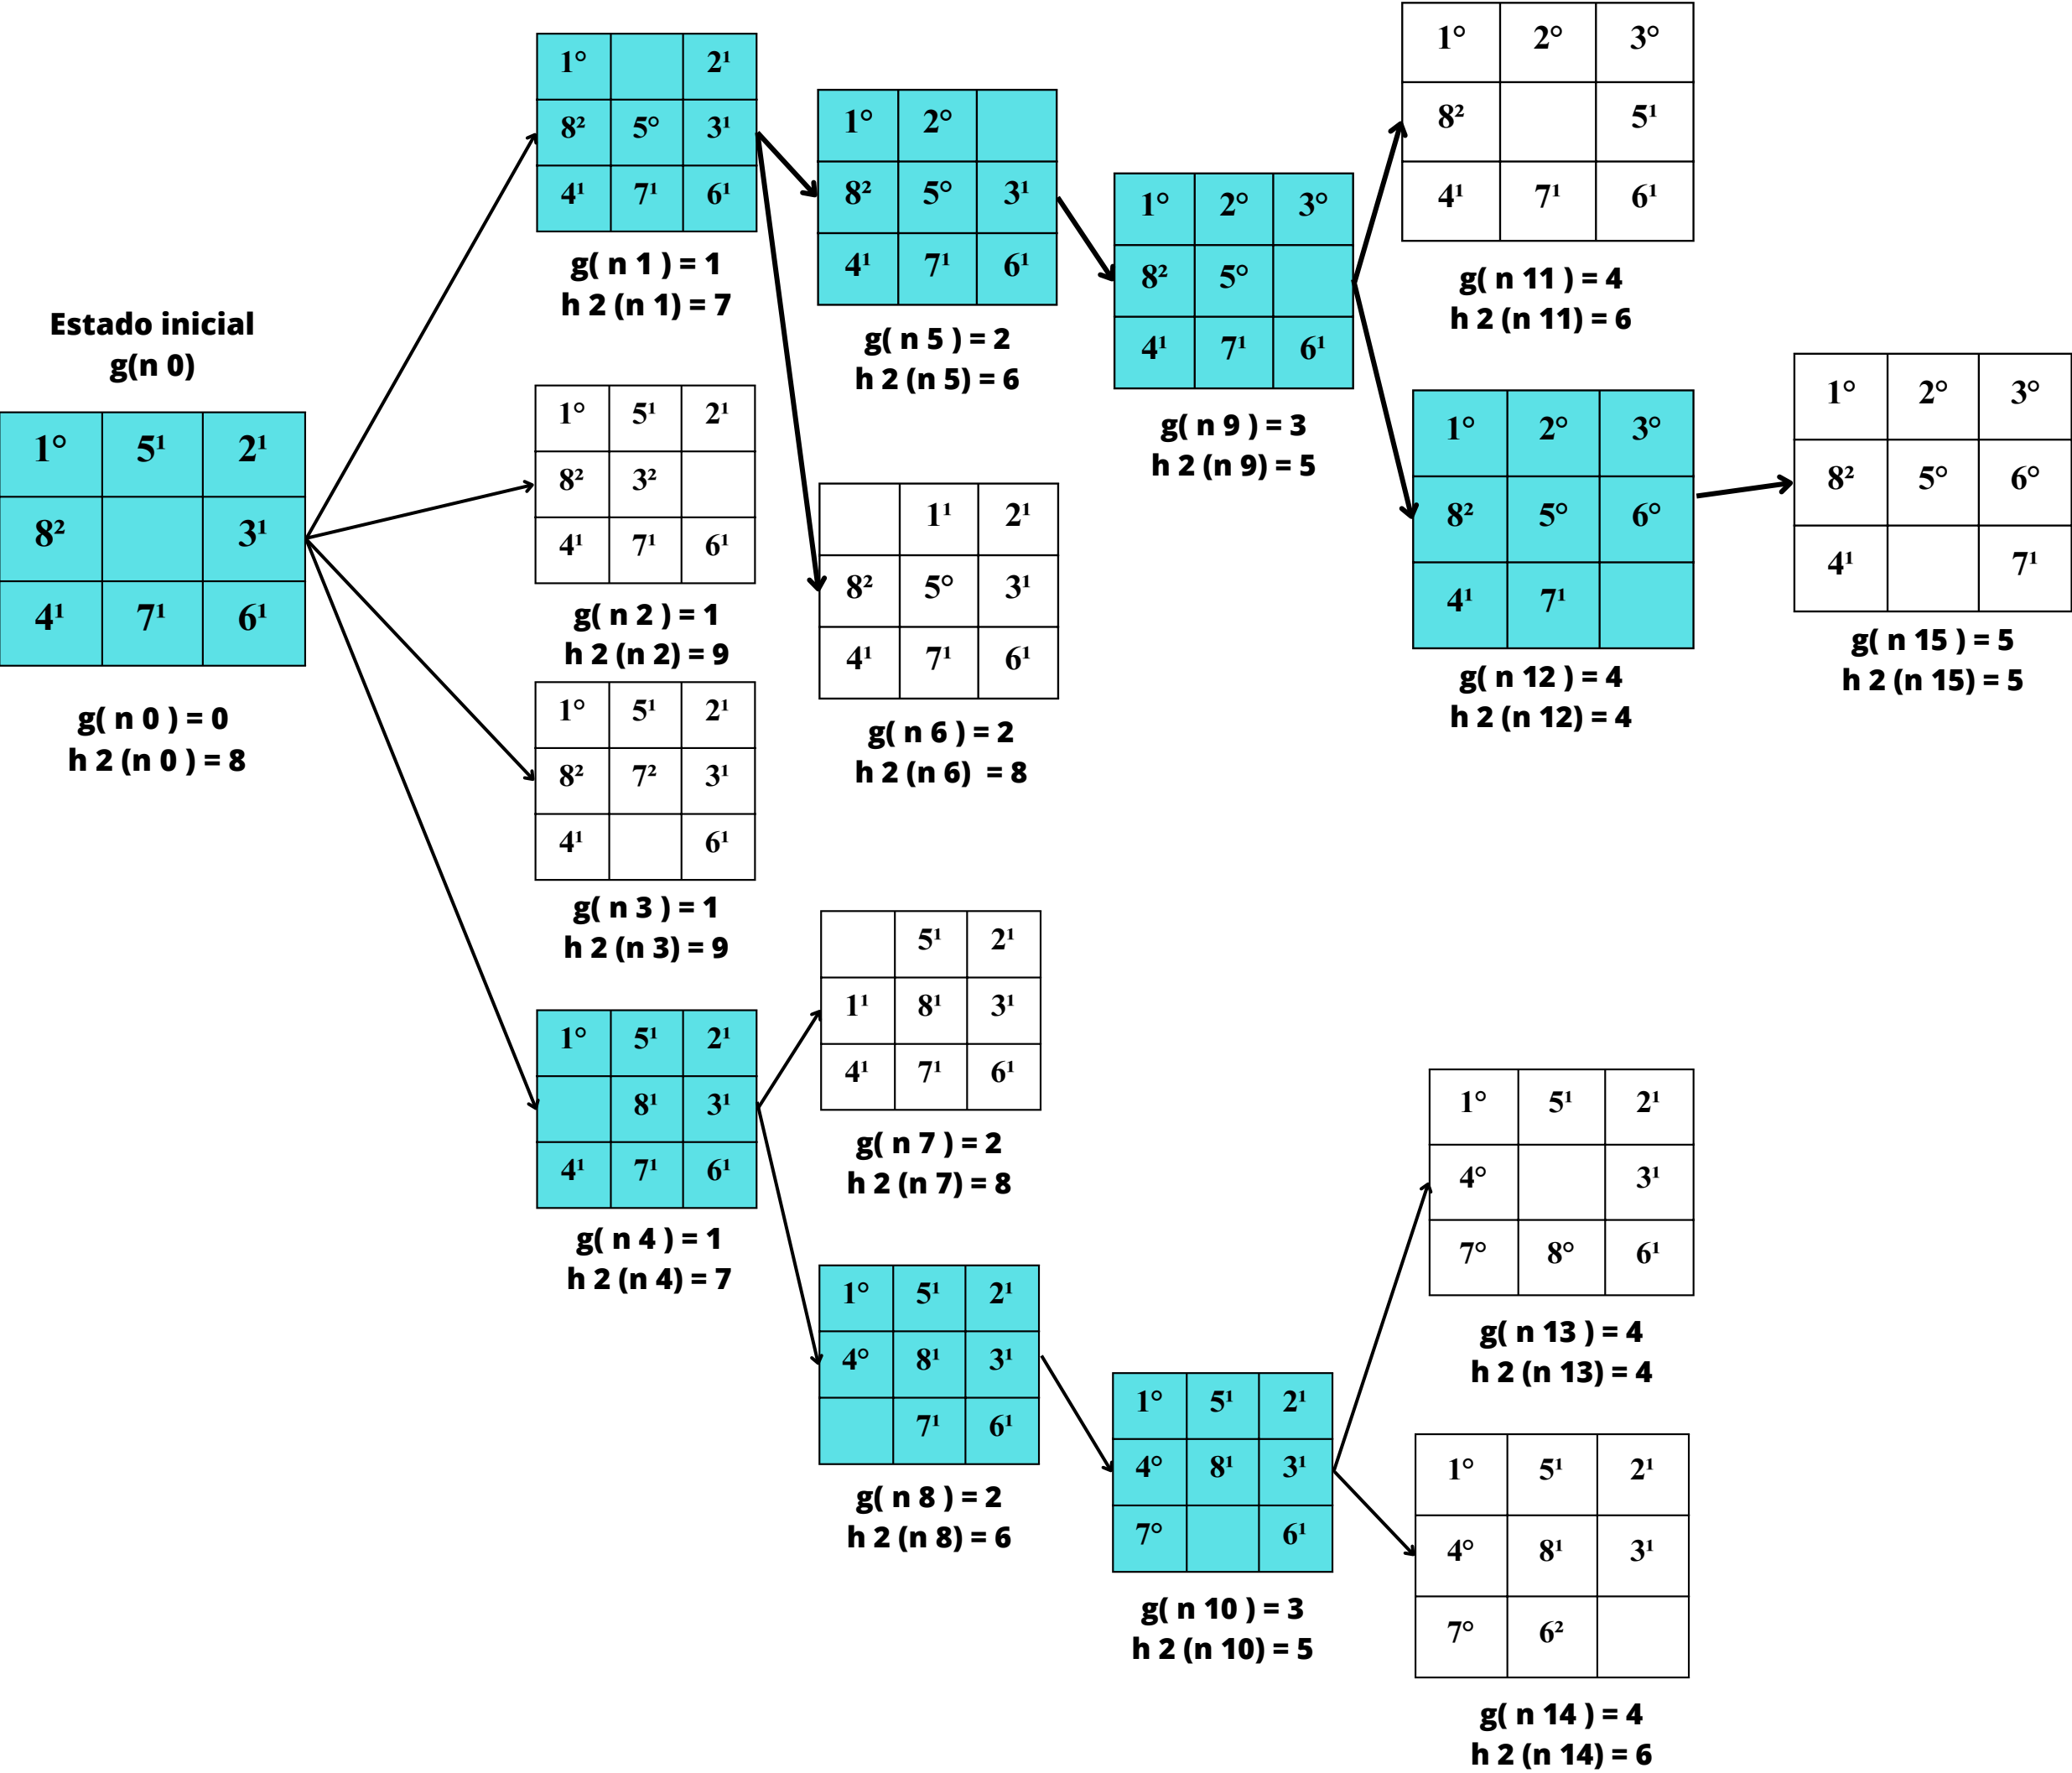 Estado inicial
g(n 0)
1° 5¹ 2¹
8² 3¹
4¹ 7¹ 6¹
g( n 0 ) = 0
h 2 (n 0 ) = 8
1° 2¹
8² 5° 3¹
4¹ 7¹ 6¹
g( n 1 ) = 1
h 2 (n 1) = 7
1° 5¹ 2¹
8² 3²
4¹ 7¹ 6¹
g( n 2 ) = 1
h 2 (n 2) = 9
1° 5¹ 2¹
8² 7² 3¹
4¹ 6¹
g( n 3 ) = 1
h 2 (n 3) = 9
1° 5¹ 2¹
8¹ 3¹
4¹ 7¹ 6¹
g( n 4 ) = 1
h 2 (n 4) = 7
1° 2°
8² 5° 3¹
4¹ 7¹ 6¹
g( n 5 ) = 2
h 2 (n 5) = 6
1¹ 2¹
8² 5° 3¹
4¹ 7¹ 6¹
g( n 6 ) = 2
h 2 (n 6) = 8
5¹ 2¹
1¹ 8¹ 3¹
4¹ 7¹ 6¹
g( n 7 ) = 2
h 2 (n 7) = 8
1° 5¹ 2¹
4° 8¹ 3¹
7¹ 6¹
g( n 8 ) = 2
h 2 (n 8) = 6
1° 2° 3°
8² 5°
4¹ 7¹ 6¹
g( n 9 ) = 3
h 2 (n 9) = 5
1° 5¹ 2¹
4° 8¹ 3¹
7° 6¹
g( n 10 ) = 3
h 2 (n 10) = 5
1° 2° 3°
8² 5¹
4¹ 7¹ 6¹
g( n 11 ) = 4
h 2 (n 11) = 6
1° 2° 3°
8² 5° 6°
4¹ 7¹
g( n 12 ) = 4
h 2 (n 12) = 4
1° 5¹ 2¹
4° 3¹
7° 8° 6¹
g( n 13 ) = 4
h 2 (n 13) = 4
1° 5¹ 2¹
4° 8¹ 3¹
7° 6²
g( n 14 ) = 4
h 2 (n 14) = 6
1° 2° 3°
8² 5° 6°
4¹ 7¹
g( n 15 ) = 5
h 2 (n 15) = 5